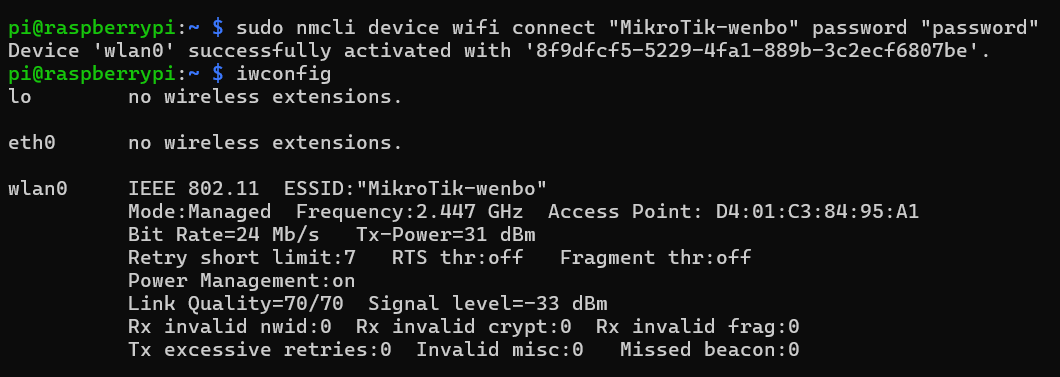 pi@raspberrypi:~ $ sudo nmcli device wifi connect "MikroTik-wenbo" password "password"
Device 'wlan0' successfully activated with '8f9dfcf5-5229-4fa1-889b-3c2ecf6807be'.
pi@raspberrypi:~ $ iwconfig
lo        no wireless extensions.
eth0      no wireless extensions.
wlan0     IEEE 802.11  ESSID:"MikroTik-wenbo"
          Mode:Managed  Frequency:2.447 GHz  Access Point: D4:01:C3:84:95:A1
          Bit Rate=24 Mb/s   Tx-Power=31 dBm
          Retry short limit:7   RTS thr:off   Fragment thr:off
          Power Management:on
          Link Quality=70/70  Signal level=-33 dBm
          Rx invalid nwid:0  Rx invalid crypt:0  Rx invalid frag:0
          Tx excessive retries:0  Invalid misc:0   Missed beacon:0